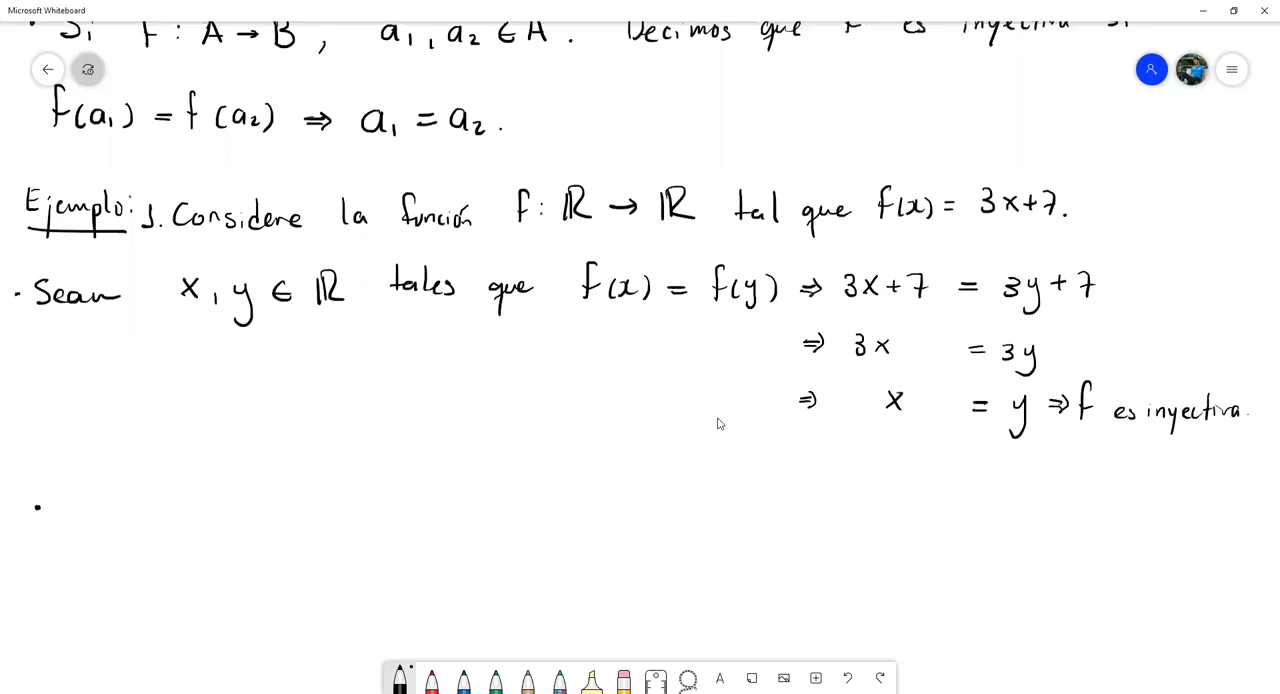 Microsoft Whiteboard
Si f : A → B , a₁, a₂ ∈ A . Decimos que f es inyectiva si
f(a₁) = f(a₂) ⇒ a₁ = a₂ .
Ejemplo: 1. Considere la función f : ℝ → ℝ tal que f(x) = 3x+7.
· Sean x, y ∈ ℝ tales que f(x) = f(y) ⇒ 3x+7 = 3y+7
⇒ 3x = 3y
⇒ x = y ⇒ f es inyectiva.
·
A